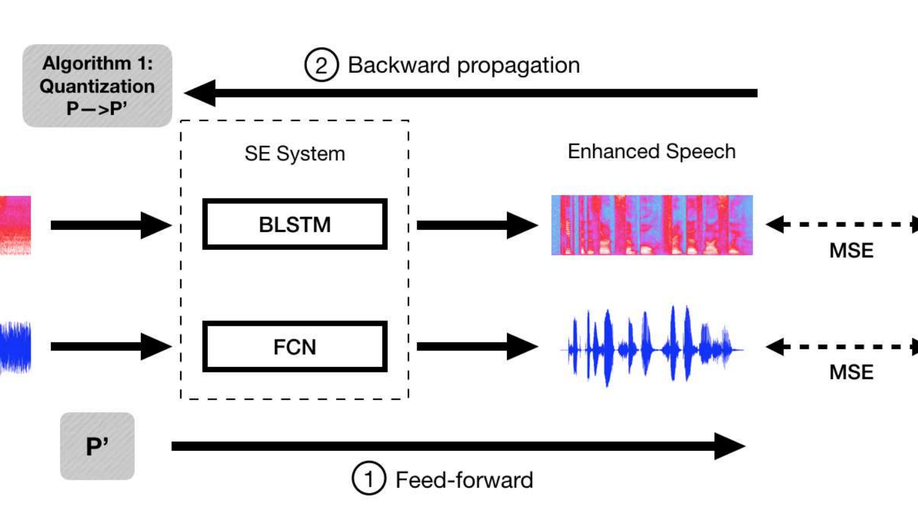 Algorithm 1:
Quantization
P—>P’
2 Backward propagation
SE System
Enhanced Speech
BLSTM
MSE
FCN
MSE
P’
1 Feed-forward